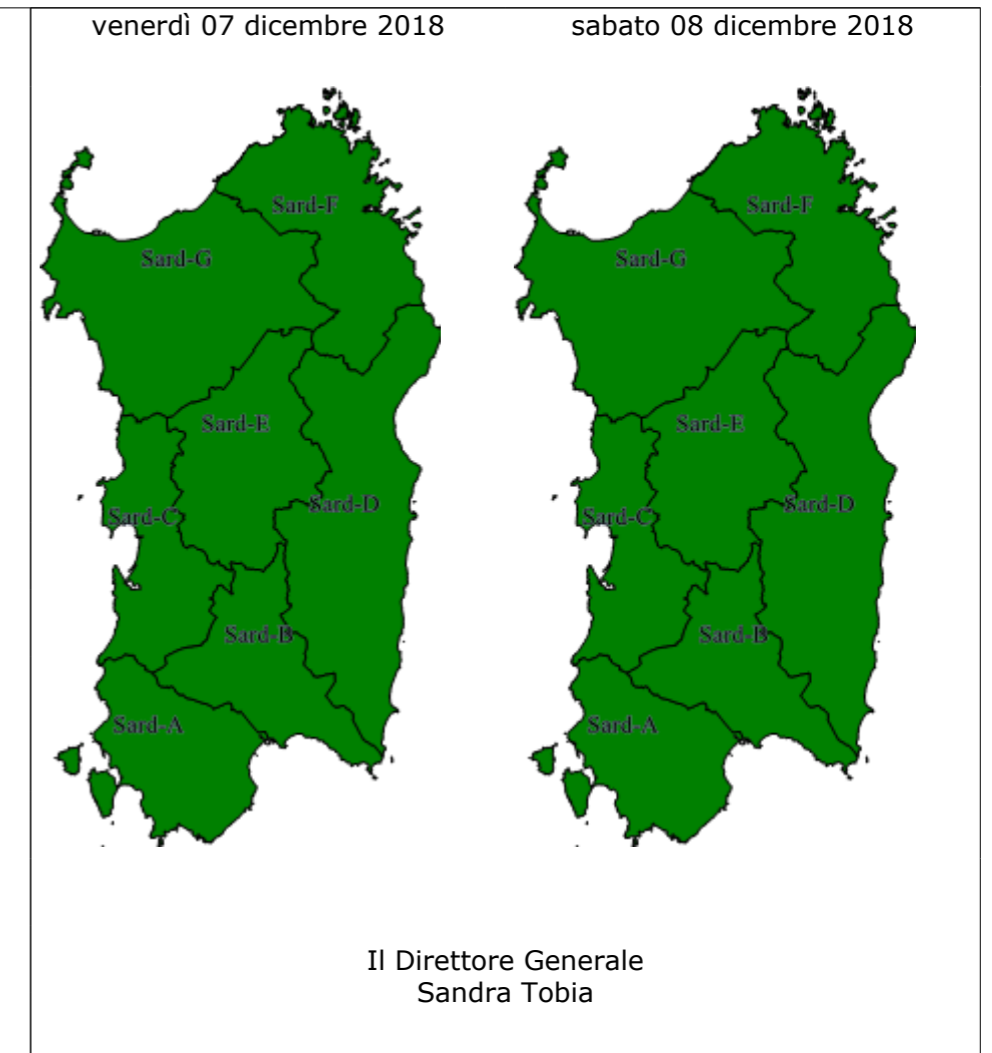 venerdì 07 dicembre 2018
sabato 08 dicembre 2018
Sard-F
Sard-G
Sard-E
Sard-D
Sard-C
Sard-B
Sard-A
Sard-F
Sard-G
Sard-E
Sard-D
Sard-C
Sard-B
Sard-A
Il Direttore Generale
Sandra Tobia